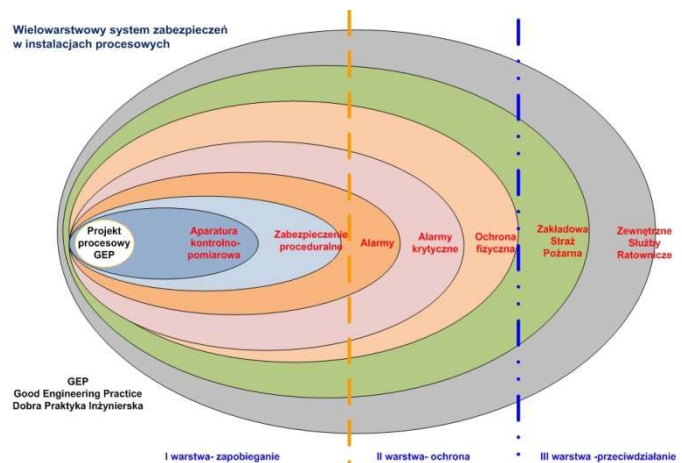 Wielowarstwowy system zabezpieczeń
w instalacjach procesowych
Projekt
procesowy
GEP
Aparatura
kontrolno-
pomiarowa
Zabezpieczenie
proceduralne
Alarmy
Alarmy
krytyczne
Ochrona
fizyczna
Zakładowa
Straż
Pożarna
Zewnętrzne
Służby
Ratownicze
GEP
Good Engineering Practice
Dobra Praktyka Inżynierska
I warstwa- zapobieganie
II warstwa- ochrona
III warstwa -przeciwdziałanie